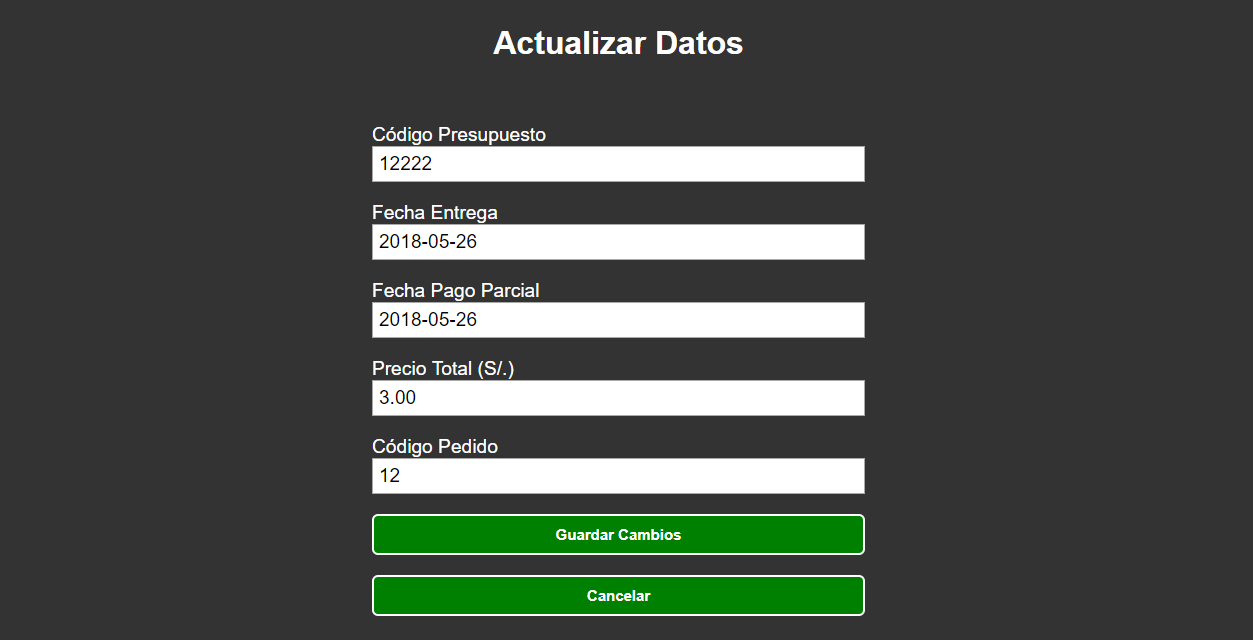 Actualizar Datos
Código Presupuesto
12222
Fecha Entrega
2018-05-26
Fecha Pago Parcial
2018-05-26
Precio Total (S/.)
3.00
Código Pedido
12
Guardar Cambios
Cancelar